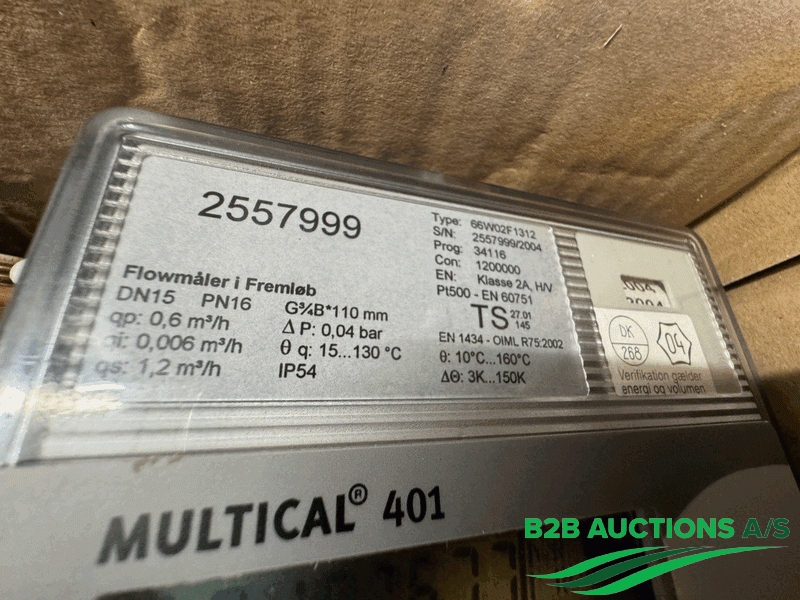 2557999
Flowmåler i Fremløb
DN15 PN16 G¾B*110 mm
qp: 0,6 m³/h Δ P: 0,04 bar
qi: 0,006 m³/h θ q: 15...130 °C
qs: 1,2 m³/h IP54
Type: 66W02F1312
S/N: 2557999/2004
Prog: 34116
Con: 1200000
EN: Klasse 2A, H/V
Pt500 - EN 60751
TS 27.01
145
EN 1434 - OIML R75:2002
θ: 10°C...160°C
ΔΘ: 3K...150K
2004
DK
268
04
Verifikation gælder
energi og volumen
MULTICAL® 401
B2B AUCTIONS A/S